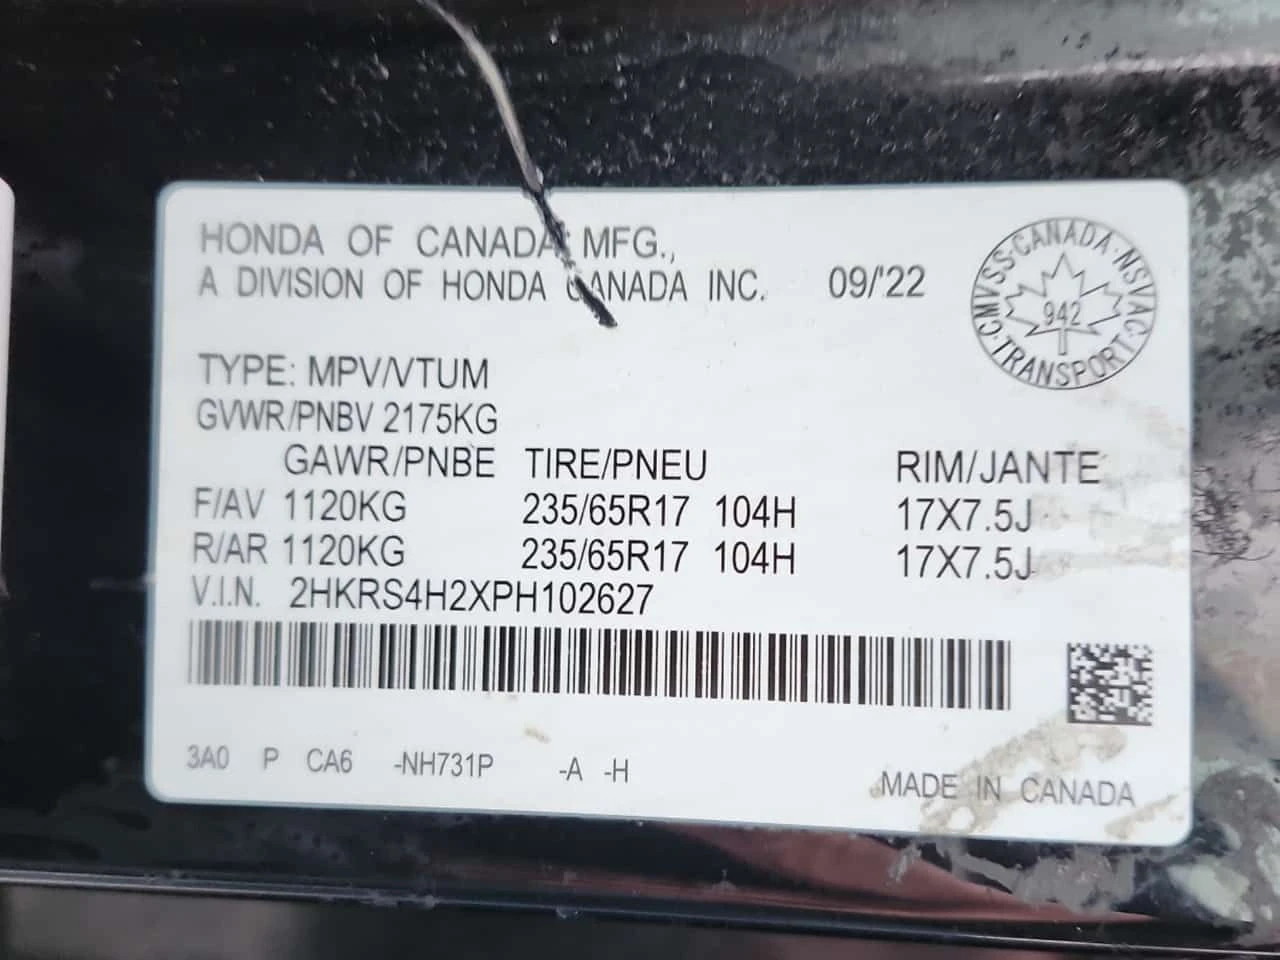 HONDA OF CANADA MFG.,
A DIVISION OF HONDA CANADA INC. 09/'22
CMVSS·CANADA·NSVAC·TRANSPORT
942
TYPE: MPV/VTUM
GVWR/PNBV 2175KG
GAWR/PNBE TIRE/PNEU RIM/JANTE
F/AV 1120KG 235/65R17 104H 17X7.5J
R/AR 1120KG 235/65R17 104H 17X7.5J
V.I.N. 2HKRS4H2XPH102627
3A0 P CA6 -NH731P -A -H
MADE IN CANADA